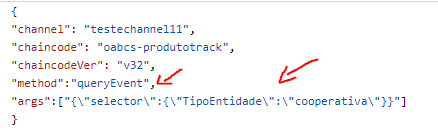 {
"channel": "testechannel11",
"chaincode": "oabcs-produtotrack",
"chaincodeVer": "v32",
"method":"queryEvent",
"args":["{\"selector\":{\"TipoEntidade\":\"cooperativa\"}}"]
}